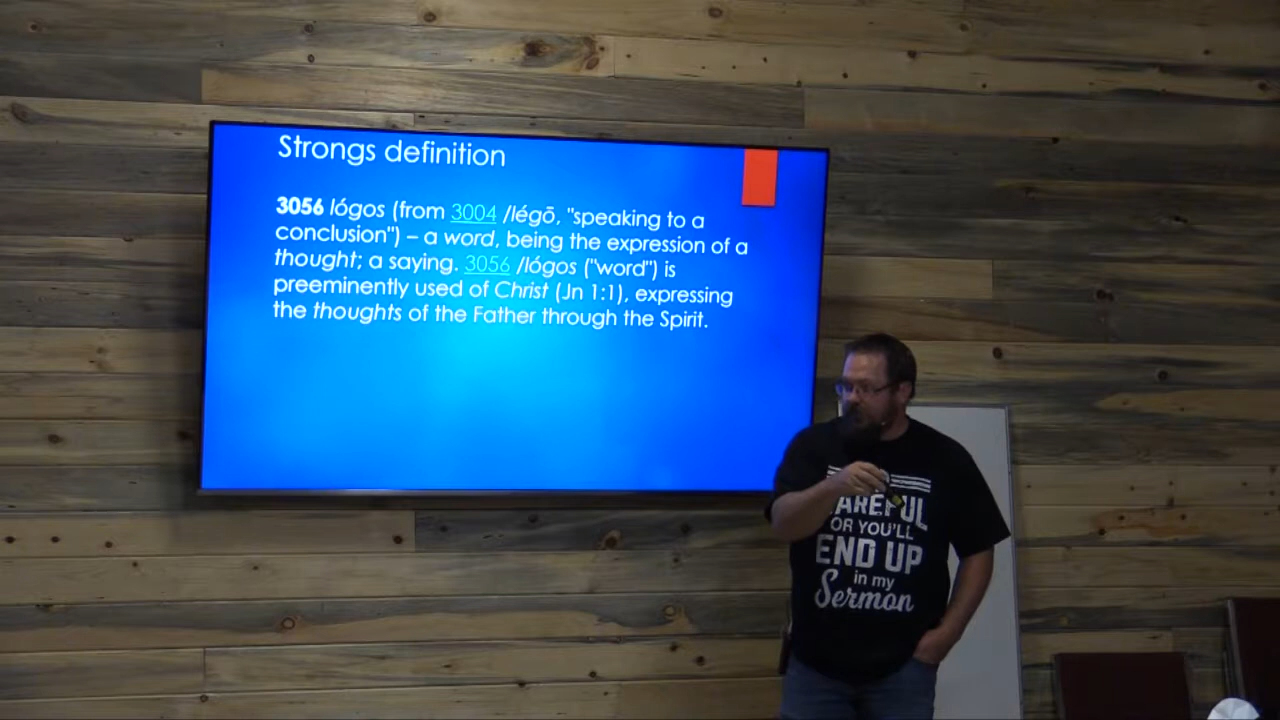 Strongs definition
3056 lógos (from 3004 /légō, "speaking to a
conclusion") – a word, being the expression of a
thought; a saying. 3056 /lógos ("word") is
preeminently used of Christ (Jn 1:1), expressing
the thoughts of the Father through the Spirit.
AREFUL
OR YOU'LL
END UP
in my
Sermon